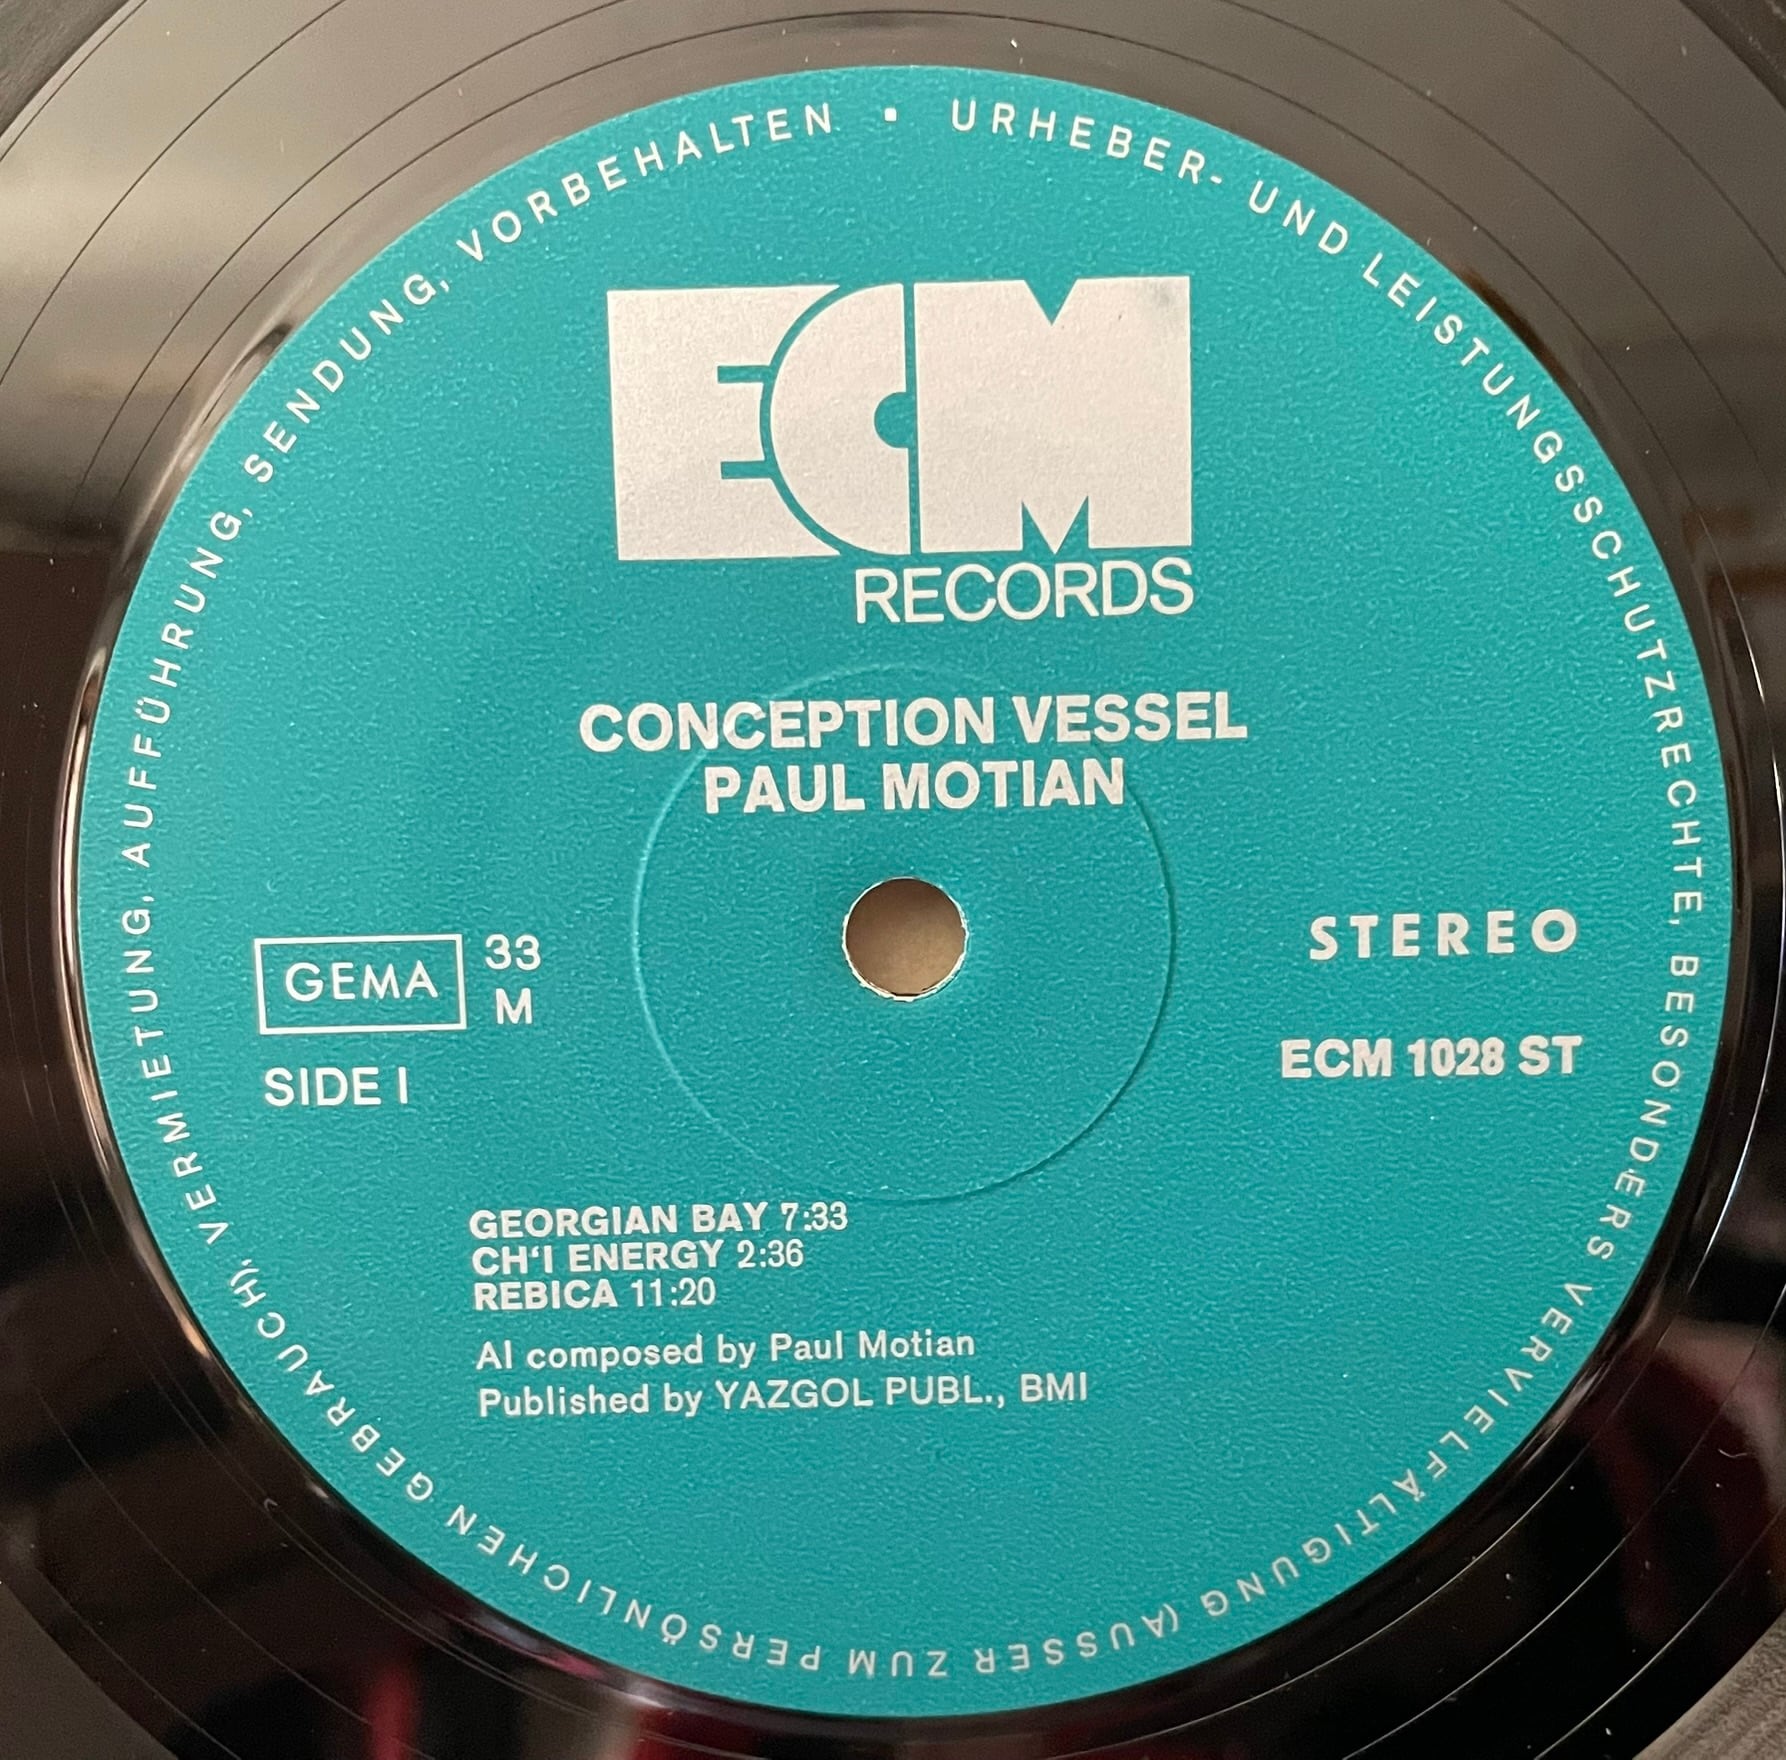 URHEBER- UND LEISTUNGSSCHUTZRECHTE, BESONDERS VERVIELFÄLTIGUNG (AUSSER ZUM PERSÖNLICHEN GEBRAUCH), VERMIETUNG, AUFFÜHRUNG, SENDUNG, VORBEHALTEN ·
ECM
RECORDS
CONCEPTION VESSEL
PAUL MOTIAN
GEMA
33
M
SIDE I
STEREO
ECM 1028 ST
GEORGIAN BAY 7:33
CH‘I ENERGY 2:36
REBICA 11:20
Al composed by Paul Motian
Published by YAZGOL PUBL., BMI